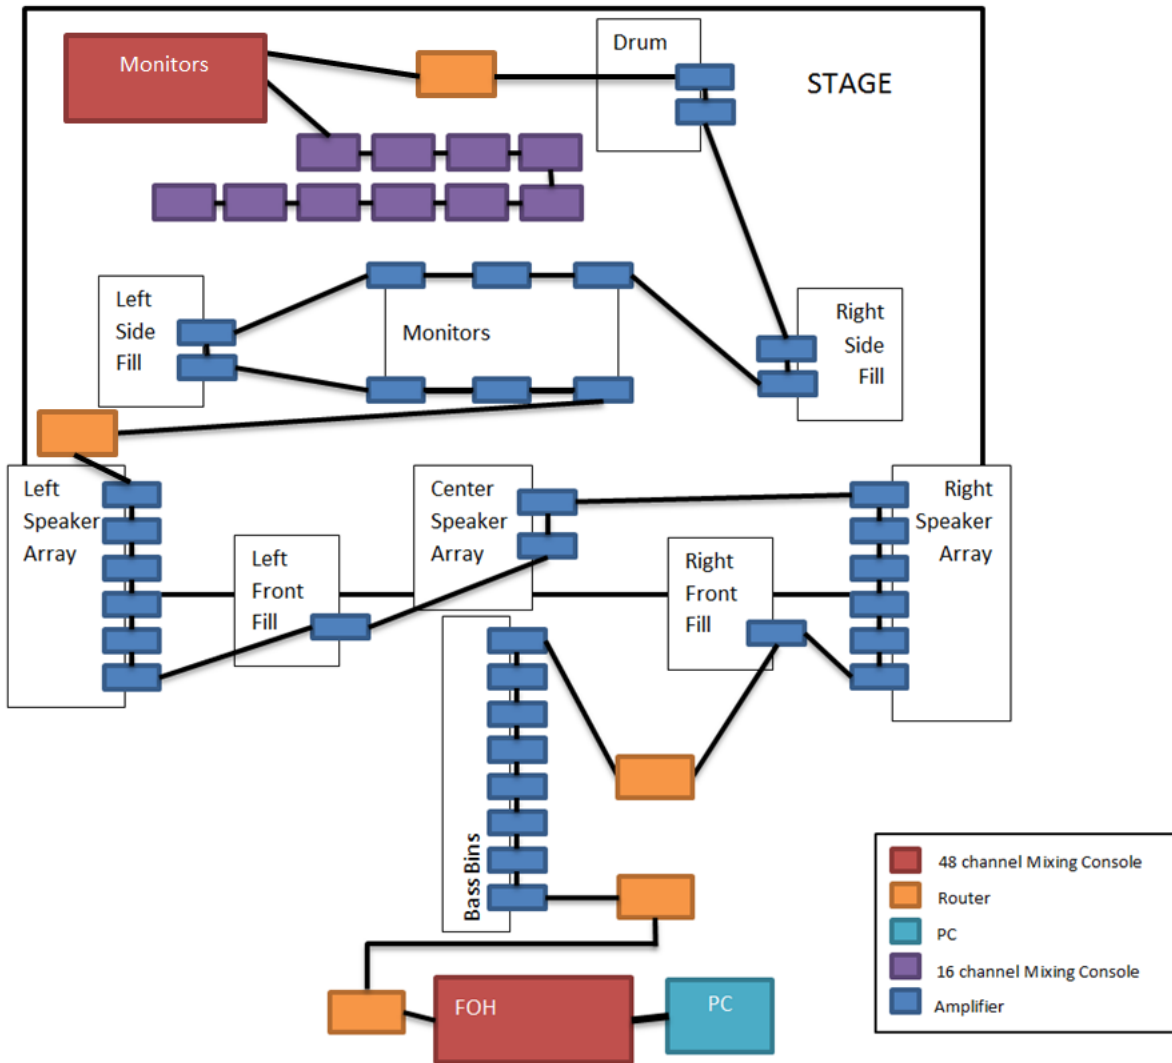 Monitors
Drum
STAGE
Left
Side
Fill
Monitors
Right
Side
Fill
Left
Speaker
Array
Left
Front
Fill
Center
Speaker
Array
Right
Front
Fill
Right
Speaker
Array
Bass Bins
FOH
PC
48 channel Mixing Console
Router
PC
16 channel Mixing Console
Amplifier